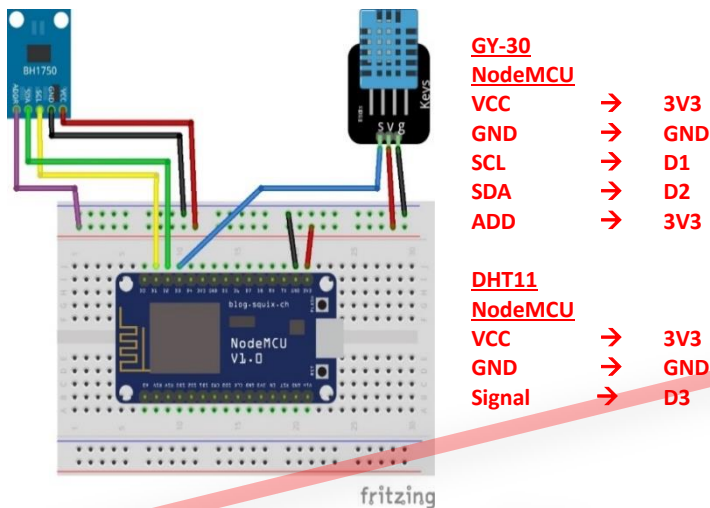 GY-30
NodeMCU
VCC → 3V3
GND → GND
SCL → D1
SDA → D2
ADD → 3V3
DHT11
NodeMCU
VCC → 3V3
GND → GND
Signal → D3
BH1750
ADDR SDA SCL GND VCC
Keys
S V g
blog-squix-ch
NodeMCU
V1.0
fritzing